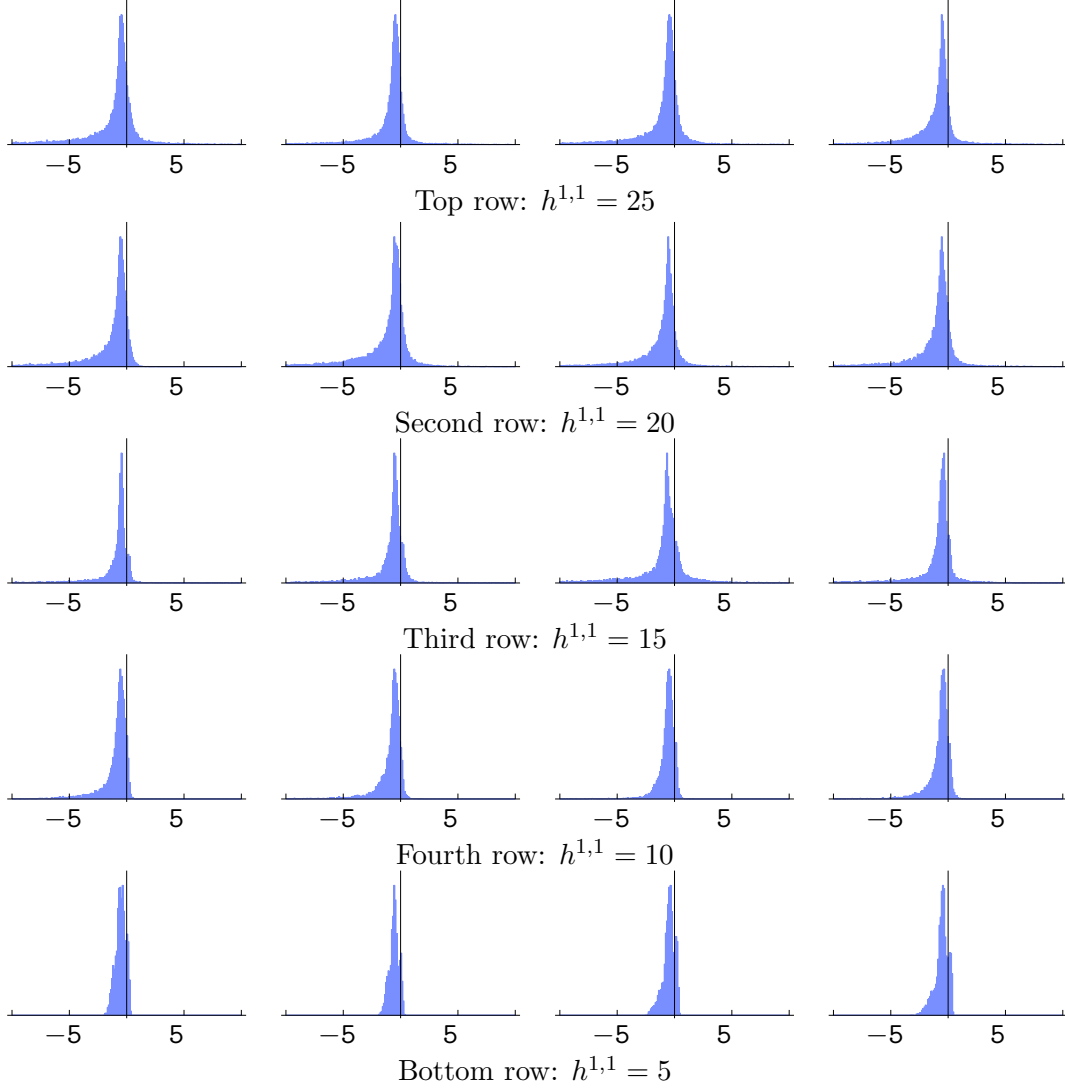 −5 5 −5 5 −5 5 −5 5
Top row: h^{1,1} = 25
−5 5 −5 5 −5 5 −5 5
Second row: h^{1,1} = 20
−5 5 −5 5 −5 5 −5 5
Third row: h^{1,1} = 15
−5 5 −5 5 −5 5 −5 5
Fourth row: h^{1,1} = 10
−5 5 −5 5 −5 5 −5 5
Bottom row: h^{1,1} = 5